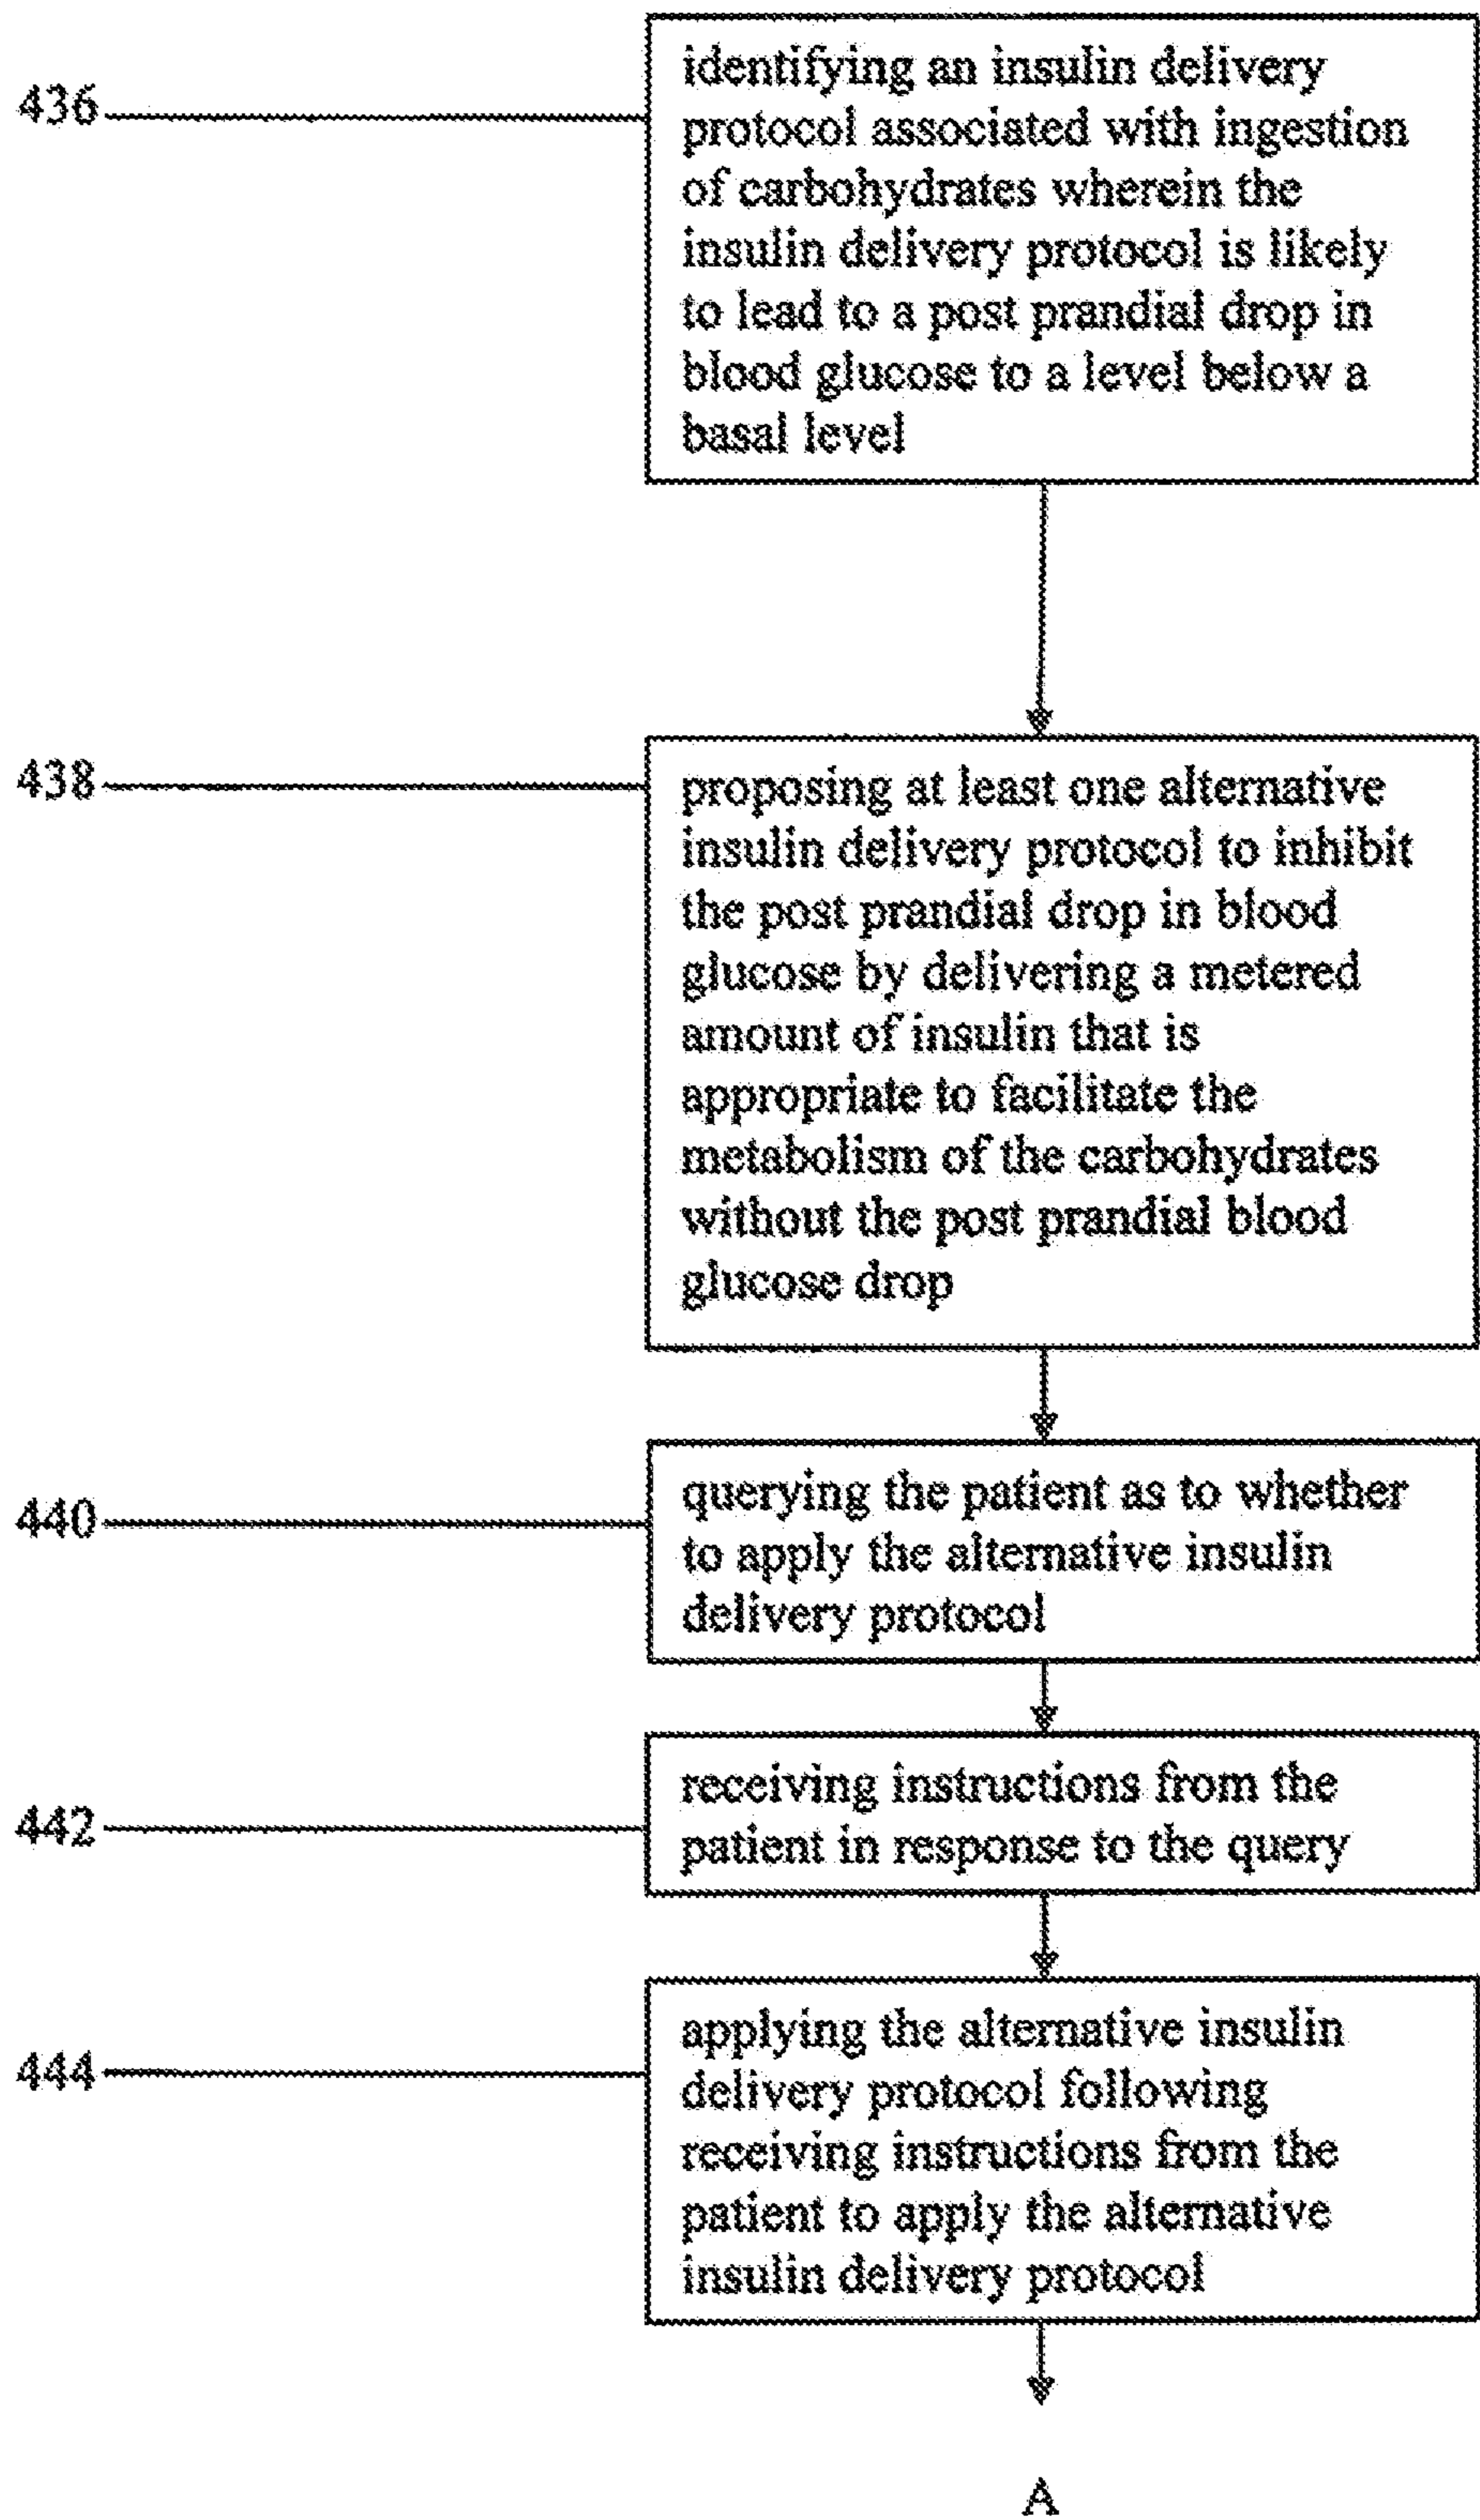 436
identifying an insulin delivery
protocol associated with ingestion
of carbohydrates wherein the
insulin delivery protocol is likely
to lead to a post prandial drop in
blood glucose to a level below a
basal level
438
proposing at least one alternative
insulin delivery protocol to inhibit
the post prandial drop in blood
glucose by delivering a metered
amount of insulin that is
appropriate to facilitate the
metabolism of the carbohydrates
without the post prandial blood
glucose drop
440
querying the patient as to whether
to apply the alternative insulin
delivery protocol
442
receiving instructions from the
patient in response to the query
444
applying the alternative insulin
delivery protocol following
receiving instructions from the
patient to apply the alternative
insulin delivery protocol
A